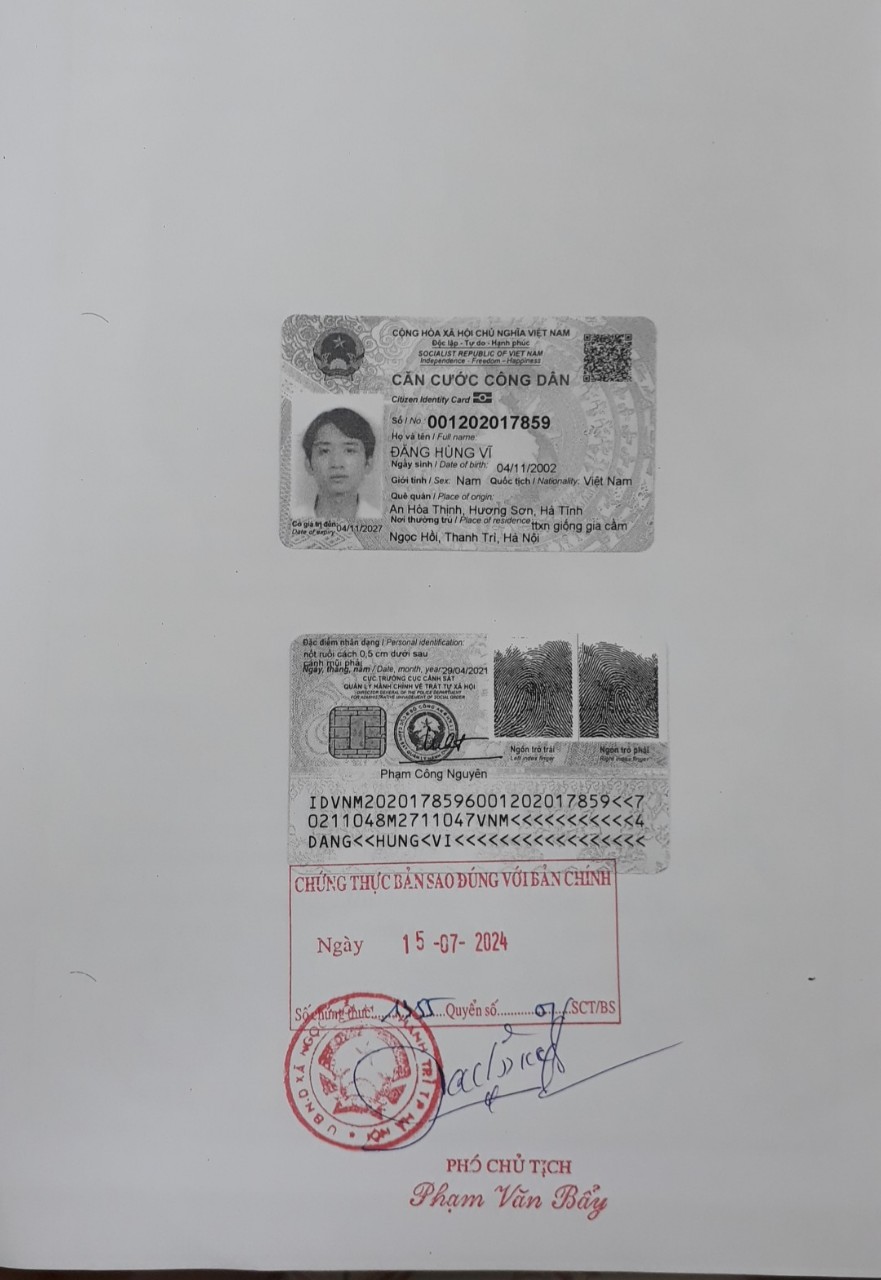 CỘNG HÒA XÃ HỘI CHỦ NGHĨA VIỆT NAM
Độc lập - Tự do - Hạnh phúc
SOCIALIST REPUBLIC OF VIET NAM
Independence - Freedom - Happiness
CĂN CƯỚC CÔNG DÂN
Citizen Identity Card
Số / No.: 001202017859
Họ và tên / Full name:
ĐẶNG HÙNG VĨ
Ngày sinh / Date of birth: 04/11/2002
Giới tính / Sex: Nam Quốc tịch / Nationality: Việt Nam
Quê quán / Place of origin:
An Hòa Thịnh, Hương Sơn, Hà Tĩnh
Nơi thường trú / Place of residence: ttxn giống gia cầm
Ngọc Hồi, Thanh Trì, Hà Nội
Có giá trị đến: 04/11/2027
Date of expiry
Đặc điểm nhân dạng / Personal identification:
nốt ruồi cách 0,5 cm dưới sau
cánh mũi phải
Ngày, tháng, năm / Date, month, year: 29/04/2021
CỤC TRƯỞNG CỤC CẢNH SÁT
QUẢN LÝ HÀNH CHÍNH VỀ TRẬT TỰ XÃ HỘI
DIRECTOR GENERAL OF THE POLICE DEPARTMENT
FOR ADMINISTRATIVE MANAGEMENT OF SOCIAL ORDER
Ngón trỏ trái
Left index finger
Ngón trỏ phải
Right index finger
Phạm Công Nguyên
IDVNM2020178596001202017859<<7
0211048M2711047VNM<<<<<<<<<<<4
DANG<<HUNG<VI<<<<<<<<<<<<<<<<<
CHỨNG THỰC BẢN SAO ĐÚNG VỚI BẢN CHÍNH
Ngày 15-07-2024
Số chứng thực:......1355...Quyển số...........07/.SCT/BS
U.B.N.D XÃ NGỌC THANH TRÌ T.P HÀ NỘI
PHÓ CHỦ TỊCH
Phạm Văn Bẩy